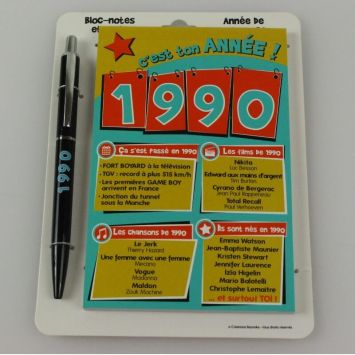 Bloc-notes
et
Année de
c'est ton ANNÉE !
1990
1990
Ça s'est passé en 1990
- FORT BOYARD à la télévision
- TGV : record à plus 515 km/h
- Les premières GAME BOY
arrivent en France
- Jonction du tunnel
sous la Manche
Les films de 1990
Nikita
Luc Besson
Edward aux mains d'argent
Tim Burton
Cyrano de Bergerac
Jean Paul Rappeneau
Total Recall
Paul Verhoeven
Les chansons de 1990
Le Jerk
Thierry Hazard
Une femme avec une femme
Mecano
Vogue
Madonna
Maldon
Zouk Machine
Ils sont nés en 1990
Emma Watson
Jean-Baptiste Maunier
Kristen Stewart
Jennifer Laurence
Izïa Higelin
Mario Balotelli
Christophe Lemaitre
... et surtout TOI !